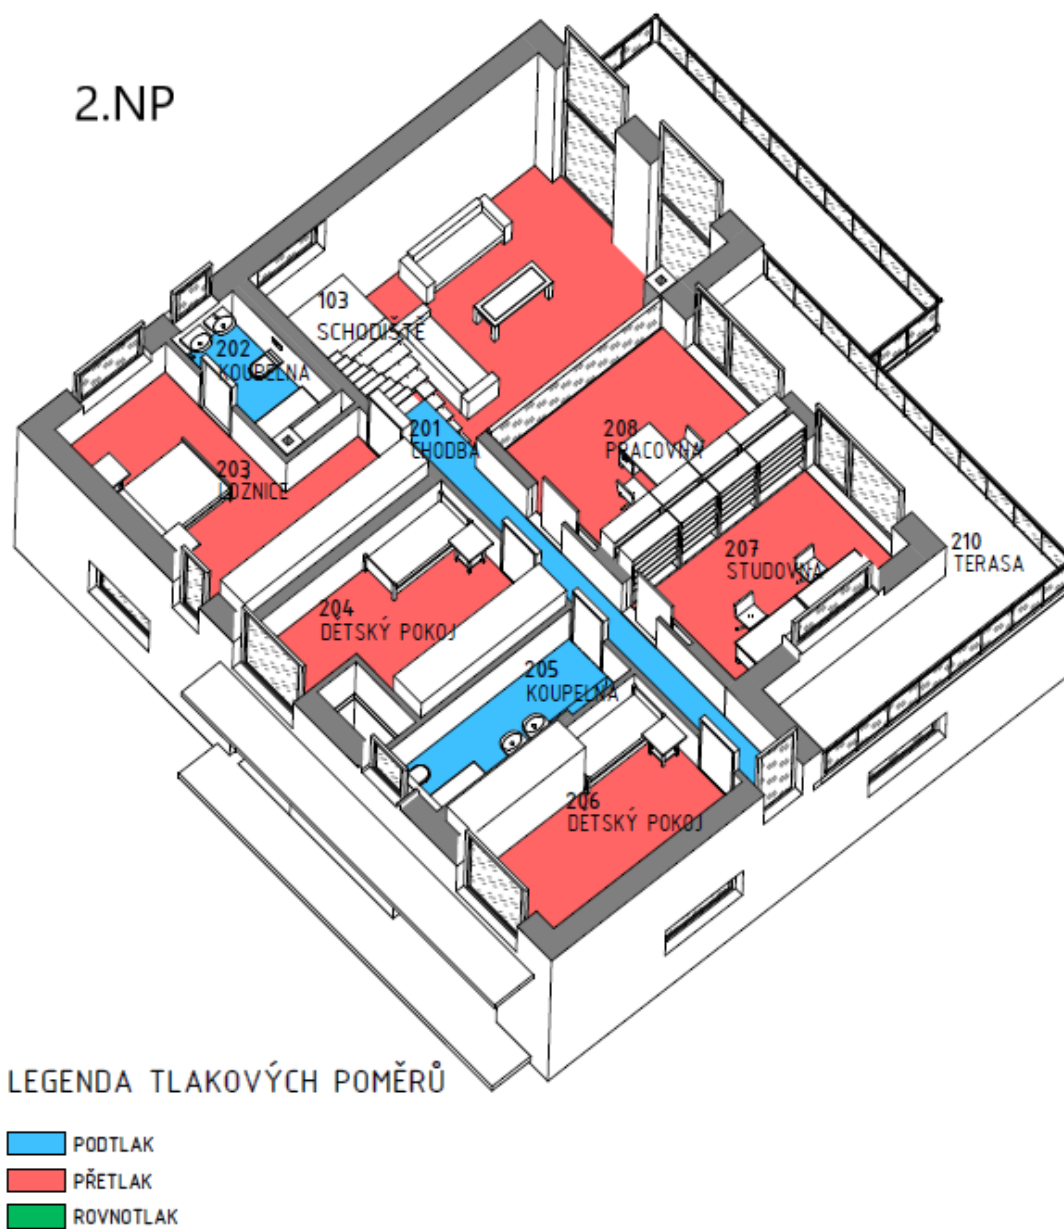 2.NP
103
SCHODIŠTĚ
202
KOUPELNA
201
CHODBA
208
PRACOVNA
203
LOŽNICE
207
STUDOVNA
210
TERASA
204
DĚTSKÝ POKOJ
205
KOUPELNA
206
DĚTSKÝ POKOJ
LEGENDA TLAKOVÝCH POMĚRŮ
PODTLAK
PŘETLAK
ROVNOTLAK